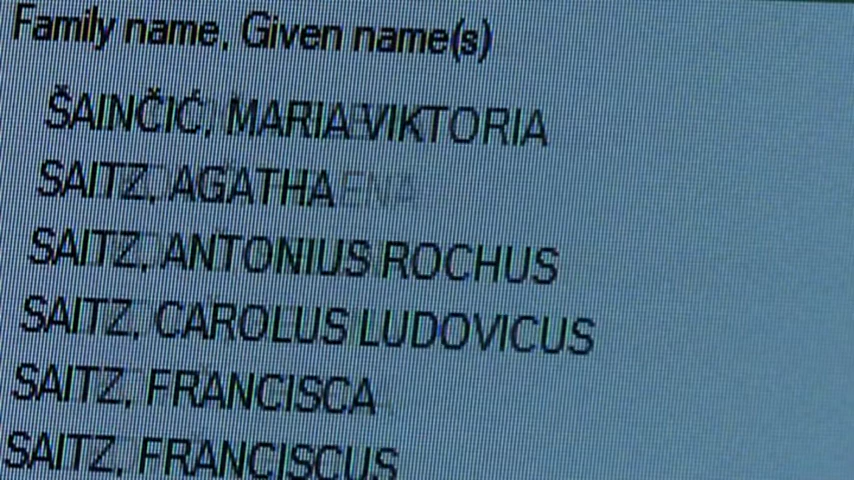 Family name, Given name(s)
ŠAINČIĆ, MARIA VIKTORIA
SAITZ, AGATHA
SAITZ, ANTONIUS ROCHUS
SAITZ, CAROLUS LUDOVICUS
SAITZ, FRANCISCA
SAITZ, FRANCISCUS